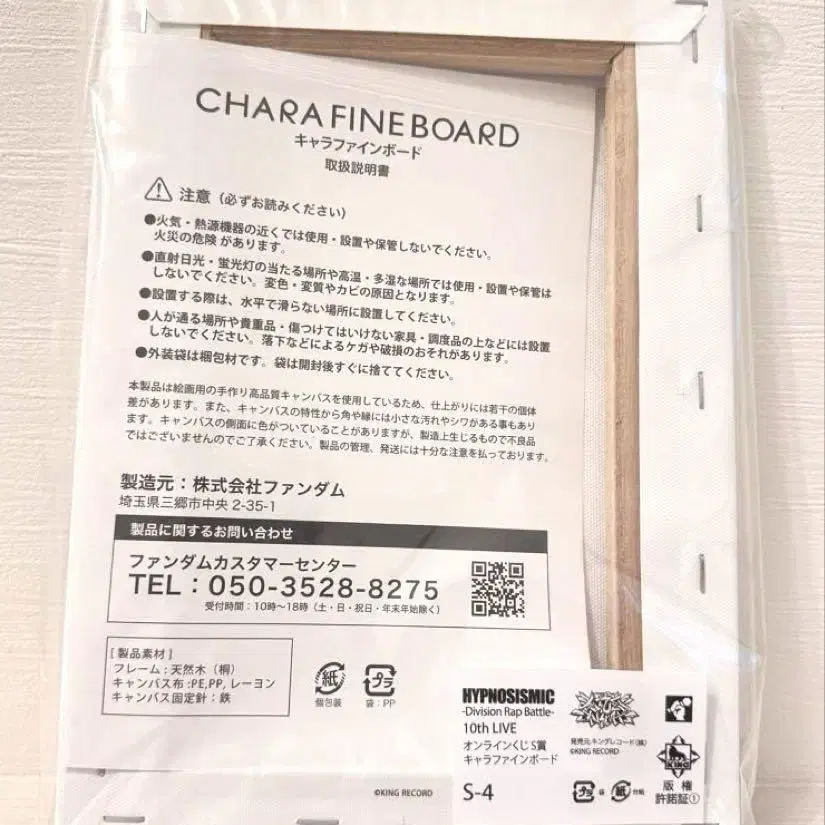 CHARA FINE BOARD
キャラファインボード
取扱説明書
注意（必ずお読みください）
●火気・熱源機器の近くでは使用・設置や保管しないでください。
火災の危険 があります。
●直射日光・蛍光灯の当たる場所や高温・多湿な場所では使用・設置や保管は
しないでください。変色・変質やカビの原因となります。
●設置する際は、水平で滑らない場所に設置してください。
●人が通る場所や貴重品・傷つけてはいけない家具・調度品の上などには設置
しないでください。落下などによるケガや破損のおそれがあります。
●外装袋は梱包材です。袋は開封後すぐに捨ててください。
本製品は絵画用の手作り高品質キャンバスを使用しているため、仕上がりには若干の個体
差があります。また、キャンバスの特性から角や縁には小さな汚れやシワがある事もあり
ます。キャンバスの側面に色がついていることがありますが、製造上生じるもので不良品
ではございませんのでご了承ください。製品の管理、発送には十分な注意を払っております。
製造元：株式会社ファンダム
埼玉県三郷市中央 2-35-1
製品に関するお問い合わせ
ファンダムカスタマーセンター
TEL：050-3528-8275
受付時間：10時〜18時（土・日・祝日・年末年始除く）
［製品素材］
フレーム：天然木（桐）
キャンバス布：PE,PP, レーヨン
キャンバス固定針：鉄
紙
個包装
プラ
袋：PP
©KING RECORD
HYPNOSISMIC
-Division Rap Battle-
10th LIVE
オンラインくじ S賞
キャラファインボード
S-4
発売元:キングレコード(株)
©KING RECORD
プラ 袋 紙 台紙
KING
版権
許諾証①